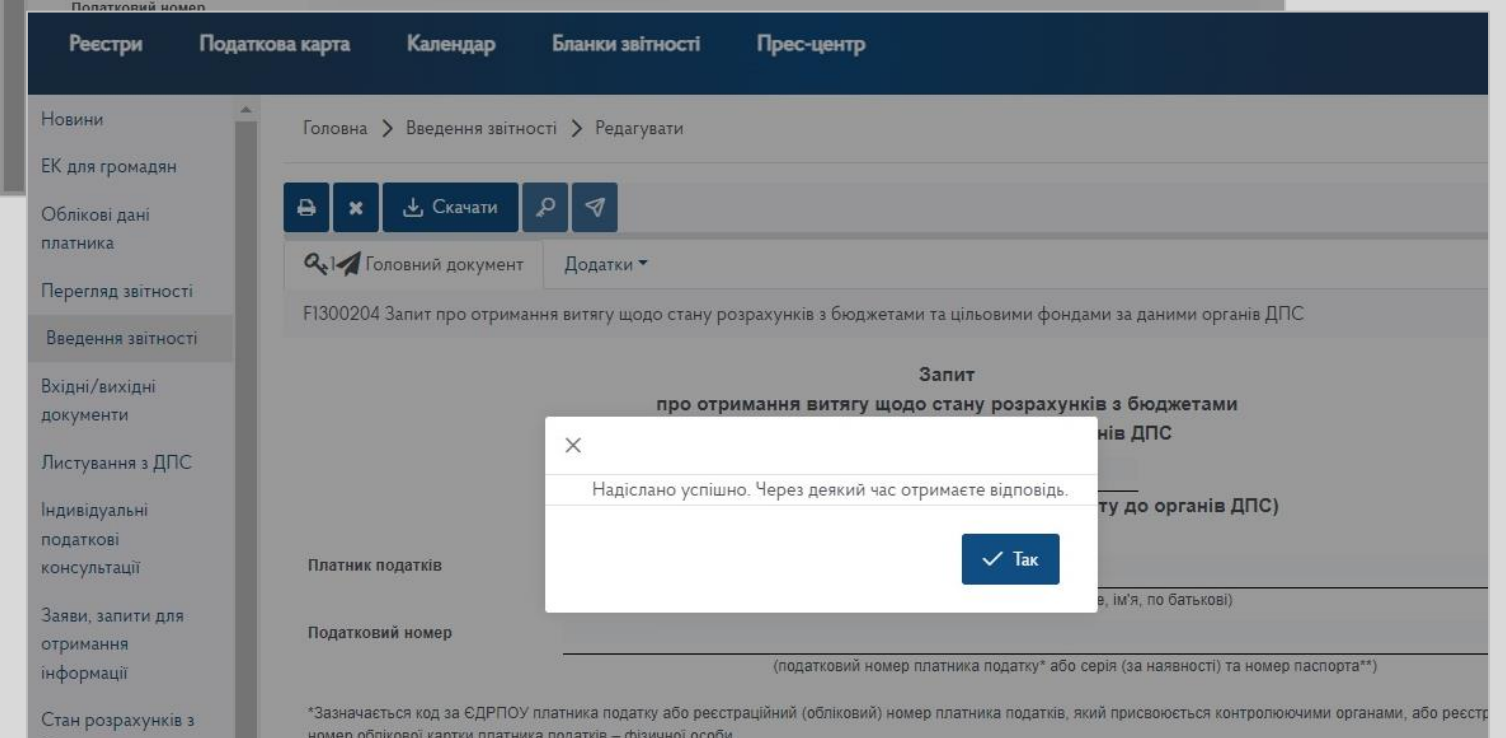 Податковий номер
Реєстри Податкова карта Календар Бланки звітності Прес-центр
Новини
ЕК для громадян
Облікові дані
платника
Перегляд звітності
Введення звітності
Вхідні/вихідні
документи
Листування з ДПС
Індивідуальні
податкові
консультації
Заяви, запити для
отримання
інформації
Стан розрахунків з
Головна > Введення звітності > Редагувати
Скачати
1 Головний документ Додатки
F1300204 Запит про отримання витягу щодо стану розрахунків з бюджетами та цільовими фондами за даними органів ДПС
Запит
про отримання витягу щодо стану розрахунків з бюджетами
нів ДПС
Надіслано успішно. Через деякий час отримаєте відповідь.
ту до органів ДПС)
Так
Платник податків
е, ім'я, по батькові)
Податковий номер
(податковий номер платника податку* або серія (за наявності) та номер паспорта**)
*Зазначається код за ЄДРПОУ платника податку або реєстраційний (обліковий) номер платника податків, який присвоюється контролюючими органами, або реєстр
номер облікової картки платника податків – фізичної особи